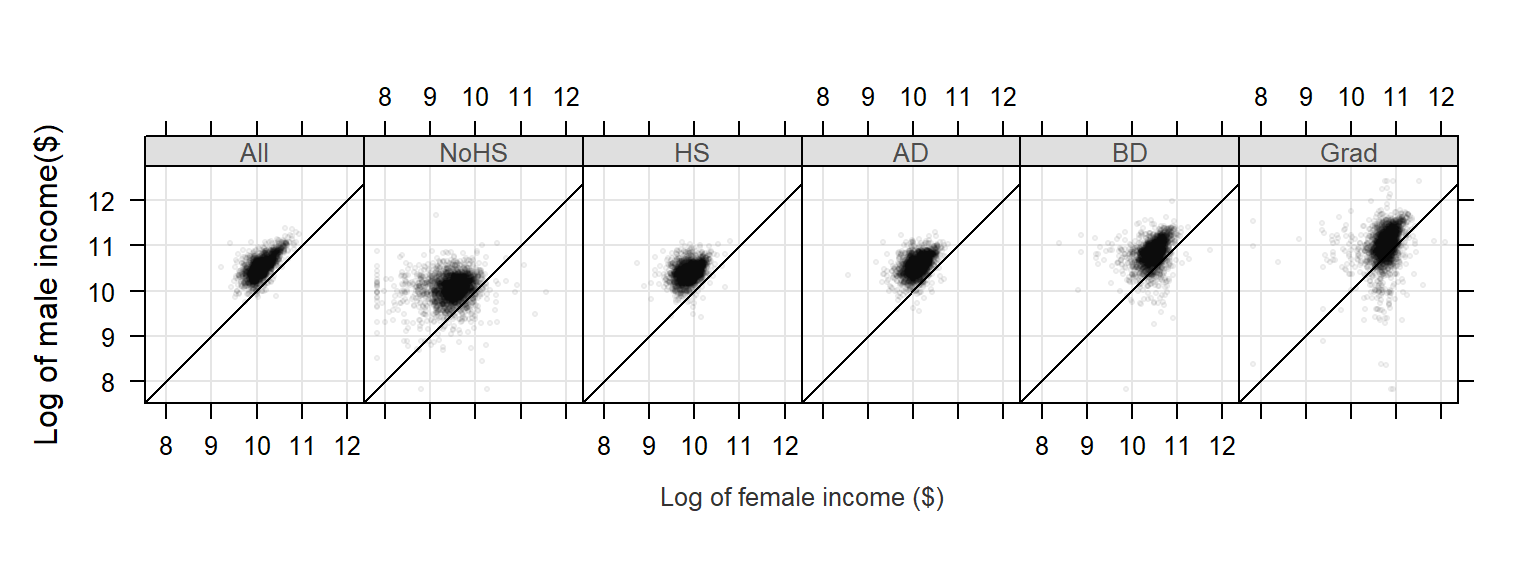 8 9 10 11 12 8 9 10 11 12 8 9 10 11 12
All NoHS HS AD BD Grad
Log of male income($)
12
11
10
9
8
8 9 10 11 12 8 9 10 11 12 8 9 10 11 12
Log of female income ($)